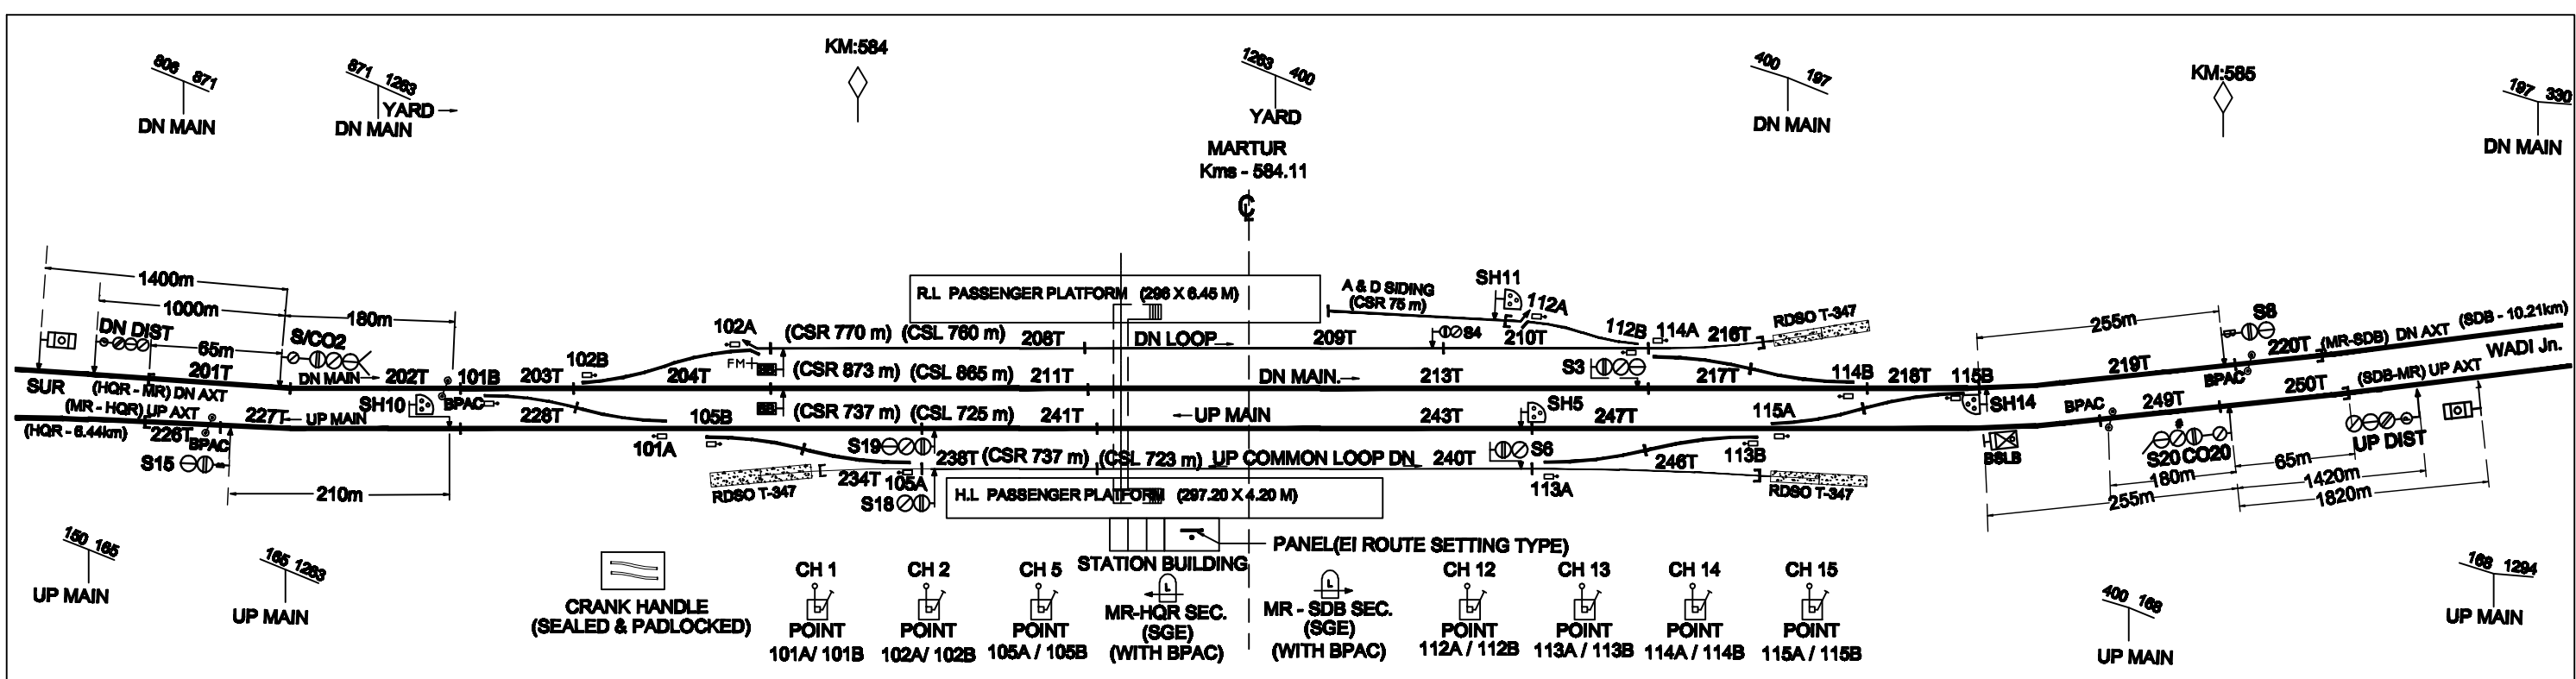 KM:584
KM:585
806 871
DN MAIN
871 1263
YARD
DN MAIN
1263 400
YARD
400 197
DN MAIN
197 330
DN MAIN
MARTUR
Kms - 584.11
C
L
1400m
1000m
180m
65m
DN DIST
S/CO2
R.L PASSENGER PLATFORM (296 X 6.45 M)
A & D SIDING
(CSR 75 m)
SH11
112A
102A
(CSR 770 m) (CSL 760 m)
208T
DN LOOP
209T
S4
210T
112B
114A
216T
RDSO T-347
255m
S8
220T
(MR-SDB) DN AXT (SDB - 10.21km)
WADI Jn.
SUR
(HQR - MR) DN AXT
201T
DN MAIN
202T
101B
203T
102B
204T
FM
(CSR 873 m) (CSL 865 m)
211T
DN MAIN.
213T
S3
217T
114B
218T
115B
219T
BPAC
250T
(SDB-MR) UP AXT
(MR - HQR) UP AXT
227T
UP MAIN
SH10
BPAC
228T
105B
(CSR 737 m) (CSL 725 m)
241T
UP MAIN
243T
SH5
247T
115A
SH14
BPAC
249T
(HQR - 6.44km)
226T
BPAC
S15
101A
S19
238T
(CSR 737 m)
(CSL 723 m)
UP COMMON LOOP DN
240T
S6
246T
113B
BSLB
#
S20 CO20
UP DIST
65m
RDSO T-347
234T
105A
S18
113A
RDSO T-347
210m
H.L PASSENGER PLATFORM (297.20 X 4.20 M)
180m
255m
1420m
1820m
150 165
UP MAIN
165 1263
UP MAIN
PANEL(EI ROUTE SETTING TYPE)
STATION BUILDING
CRANK HANDLE
(SEALED & PADLOCKED)
CH 1
POINT
101A/ 101B
CH 2
POINT
102A/ 102B
CH 5
POINT
105A / 105B
L
MR-HQR SEC.
(SGE)
(WITH BPAC)
L
MR - SDB SEC.
(SGE)
(WITH BPAC)
CH 12
POINT
112A / 112B
CH 13
POINT
113A / 113B
CH 14
POINT
114A / 114B
CH 15
POINT
115A / 115B
400 168
UP MAIN
168 1294
UP MAIN